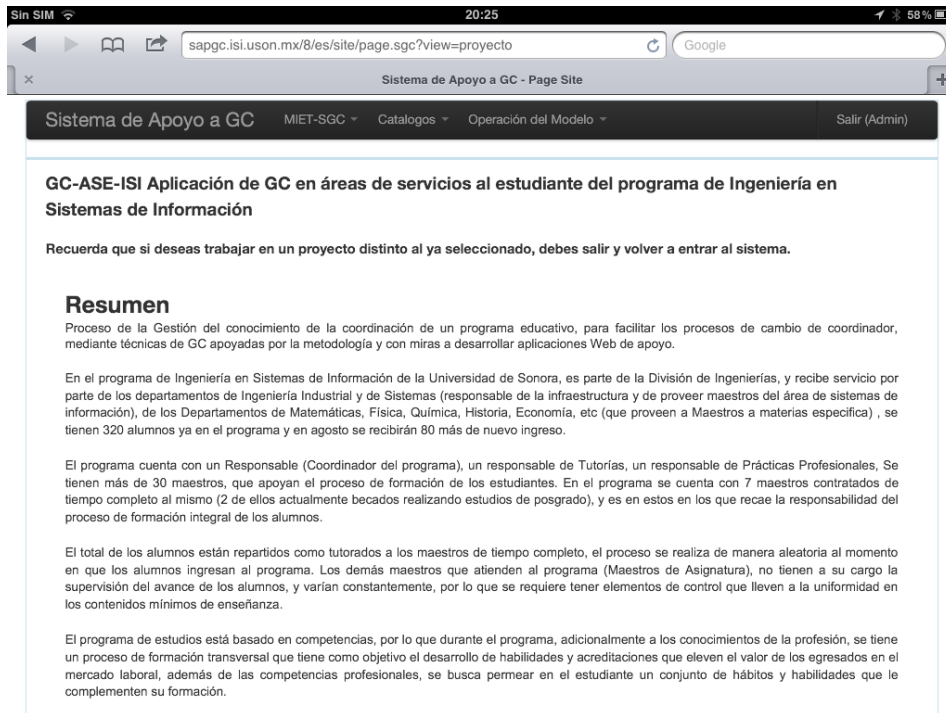 Sin SIM 20:25 58%
sapgc.isi.uson.mx/8/es/site/page.sgc?view=proyecto Google
Sistema de Apoyo a GC - Page Site
Sistema de Apoyo a GC MIET-SGC Catalogos Operación del Modelo Salir (Admin)
GC-ASE-ISI Aplicación de GC en áreas de servicios al estudiante del programa de Ingeniería en
Sistemas de Información
Recuerda que si deseas trabajar en un proyecto distinto al ya seleccionado, debes salir y volver a entrar al sistema.
Resumen
Proceso de la Gestión del conocimiento de la coordinación de un programa educativo, para facilitar los procesos de cambio de coordinador,
mediante técnicas de GC apoyadas por la metodología y con miras a desarrollar aplicaciones Web de apoyo.
En el programa de Ingeniería en Sistemas de Información de la Universidad de Sonora, es parte de la División de Ingenierías, y recibe servicio por
parte de los departamentos de Ingeniería Industrial y de Sistemas (responsable de la infraestructura y de proveer maestros del área de sistemas de
información), de los Departamentos de Matemáticas, Física, Química, Historia, Economía, etc (que proveen a Maestros a materias especifica) , se
tienen 320 alumnos ya en el programa y en agosto se recibirán 80 más de nuevo ingreso.
El programa cuenta con un Responsable (Coordinador del programa), un responsable de Tutorías, un responsable de Prácticas Profesionales, Se
tienen más de 30 maestros, que apoyan el proceso de formación de los estudiantes. En el programa se cuenta con 7 maestros contratados de
tiempo completo al mismo (2 de ellos actualmente becados realizando estudios de posgrado), y es en estos en los que recae la responsabilidad del
proceso de formación integral de los alumnos.
El total de los alumnos están repartidos como tutorados a los maestros de tiempo completo, el proceso se realiza de manera aleatoria al momento
en que los alumnos ingresan al programa. Los demás maestros que atienden al programa (Maestros de Asignatura), no tienen a su cargo la
supervisión del avance de los alumnos, y varían constantemente, por lo que se requiere tener elementos de control que lleven a la uniformidad en
los contenidos mínimos de enseñanza.
El programa de estudios está basado en competencias, por lo que durante el programa, adicionalmente a los conocimientos de la profesión, se tiene
un proceso de formación transversal que tiene como objetivo el desarrollo de habilidades y acreditaciones que eleven el valor de los egresados en el
mercado laboral, además de las competencias profesionales, se busca permear en el estudiante un conjunto de hábitos y habilidades que le
complementen su formación.